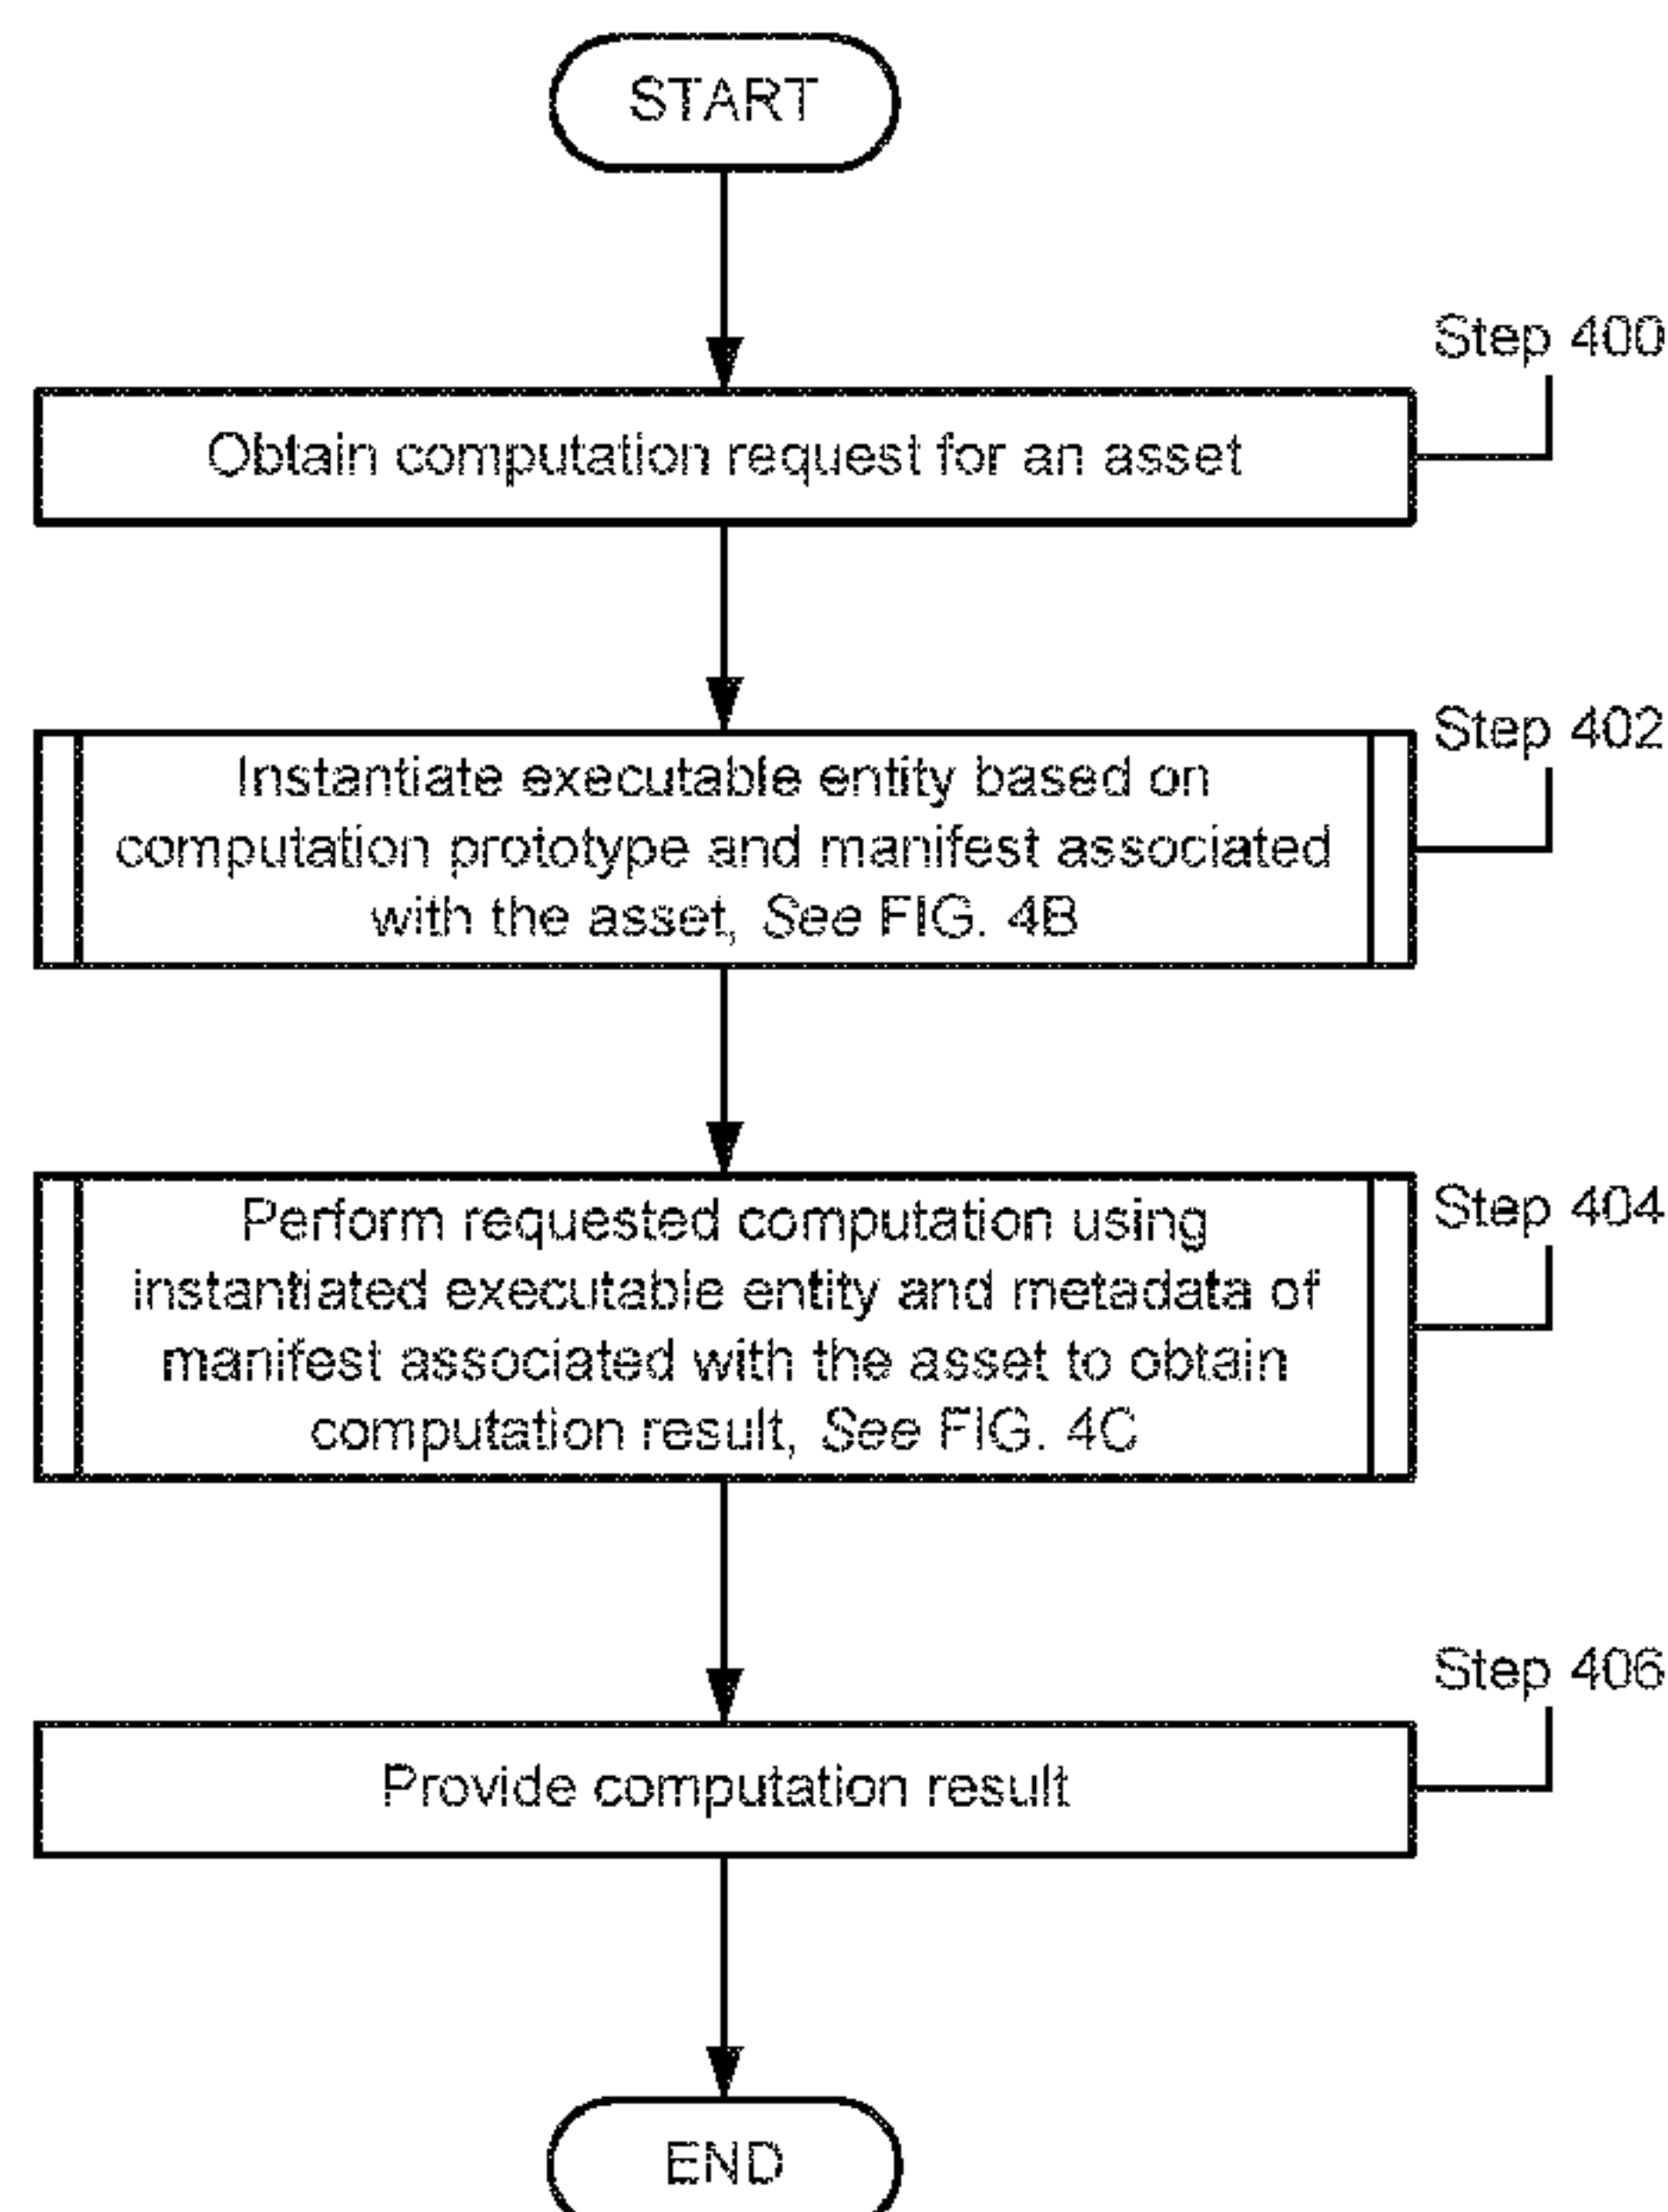 START
Step 400
Obtain computation request for an asset
Step 402
Instantiate executable entity based on
computation prototype and manifest associated
with the asset, See FIG. 4B
Step 404
Perform requested computation using
instantiated executable entity and metadata of
manifest associated with the asset to obtain
computation result, See FIG. 4C
Step 406
Provide computation result
END